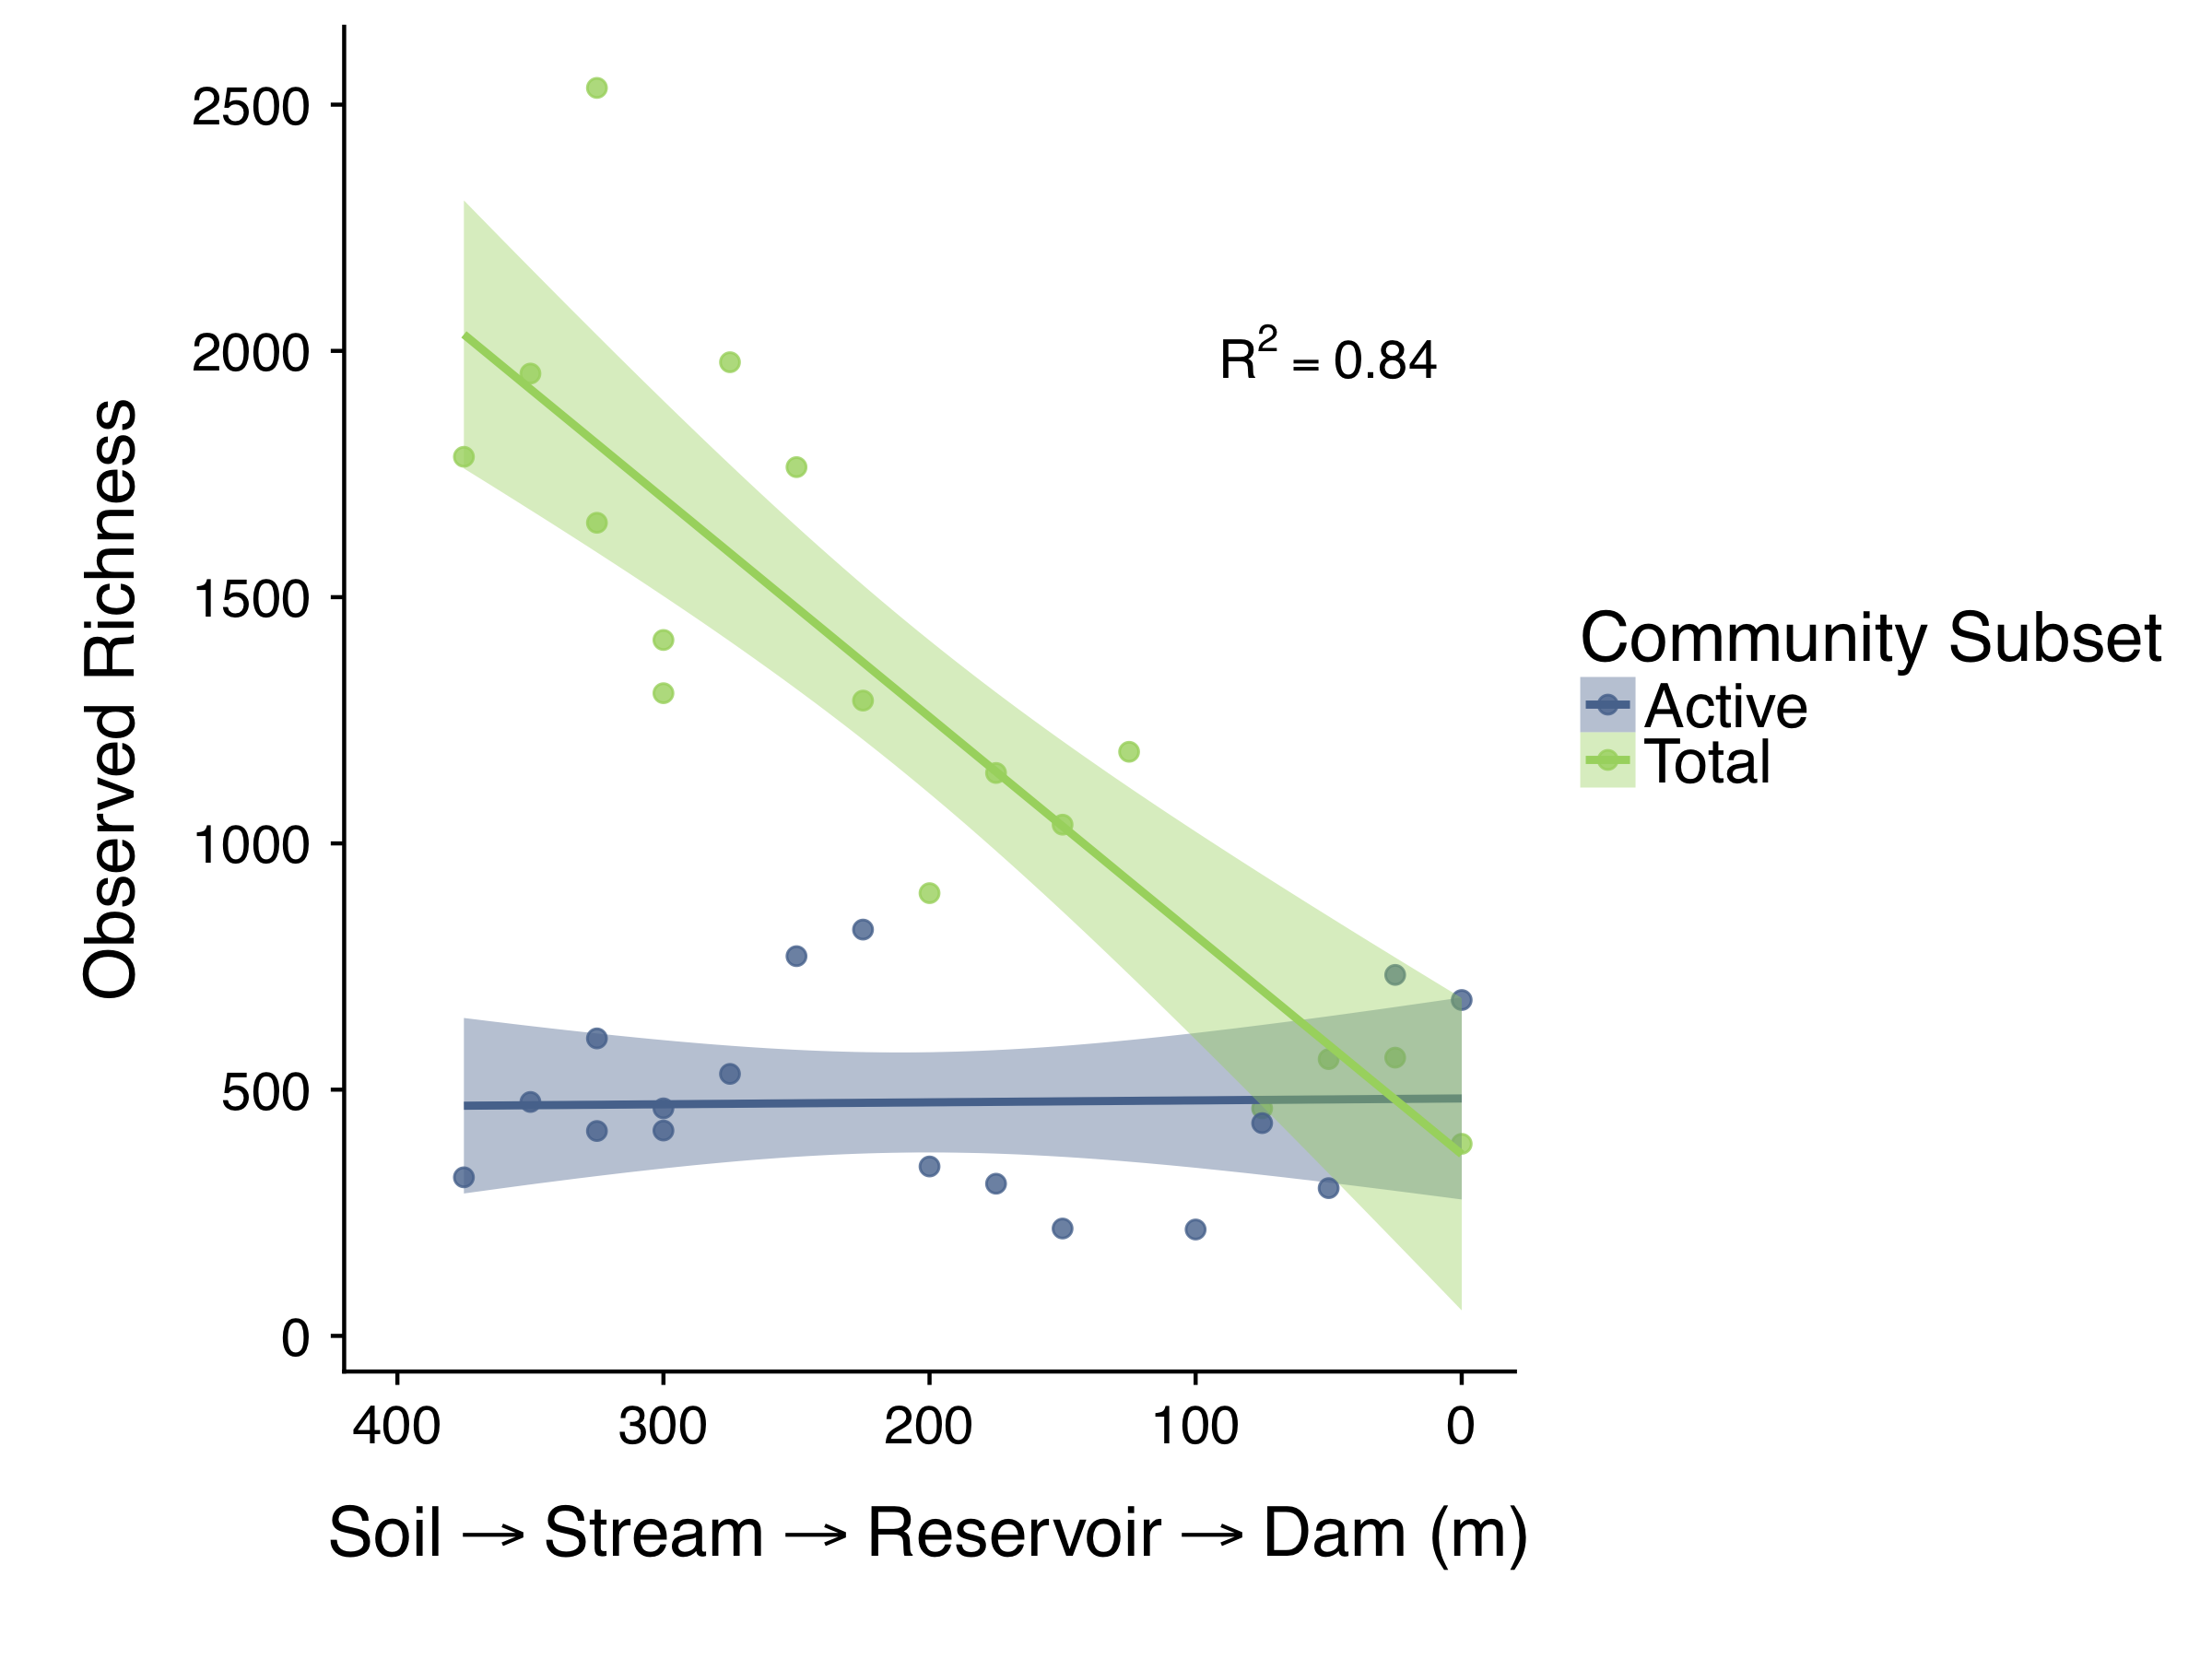 Observed Richness
2500
2000
1500
1000
500
0
R² = 0.84
Community Subset
Active
Total
400 300 200 100 0
Soil → Stream → Reservoir → Dam (m)